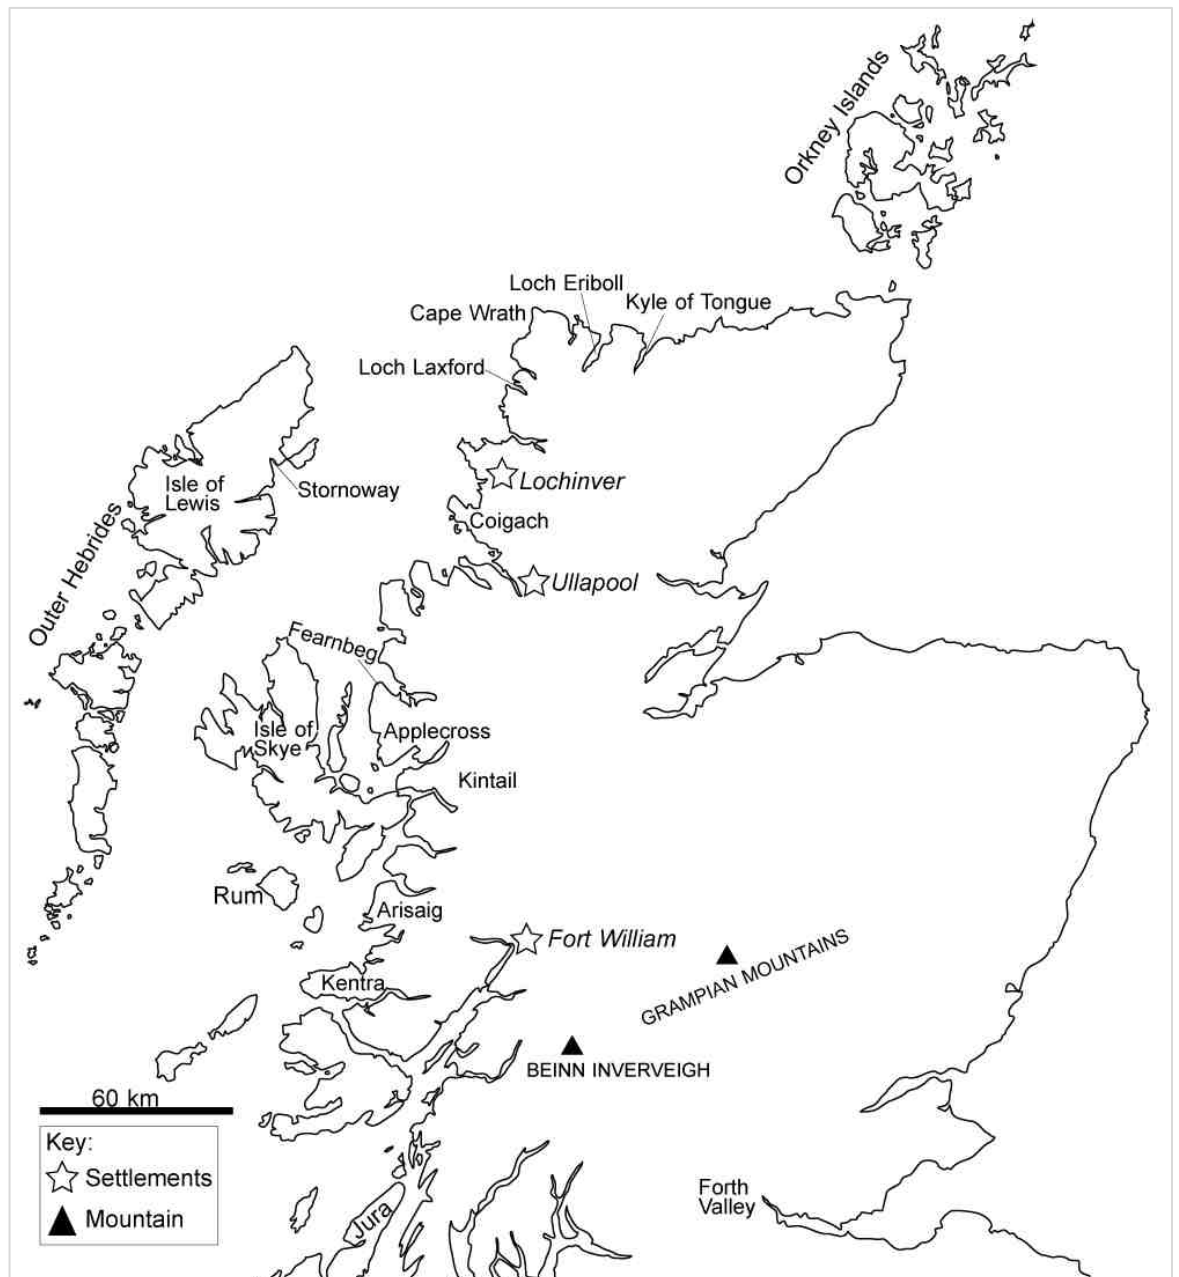 Orkney Islands
Loch Eriboll
Kyle of Tongue
Cape Wrath
Loch Laxford
Isle of
Lewis
Stornoway
Lochinver
Coigach
Outer Hebrides
Ullapool
Fearnbeg
Isle of
Skye
Applecross
Kintail
Rum
Arisaig
Fort William
GRAMPIAN MOUNTAINS
Kentra
BEINN INVERVEIGH
60 km
Key:
Settlements
Mountain
Forth
Valley
Jura